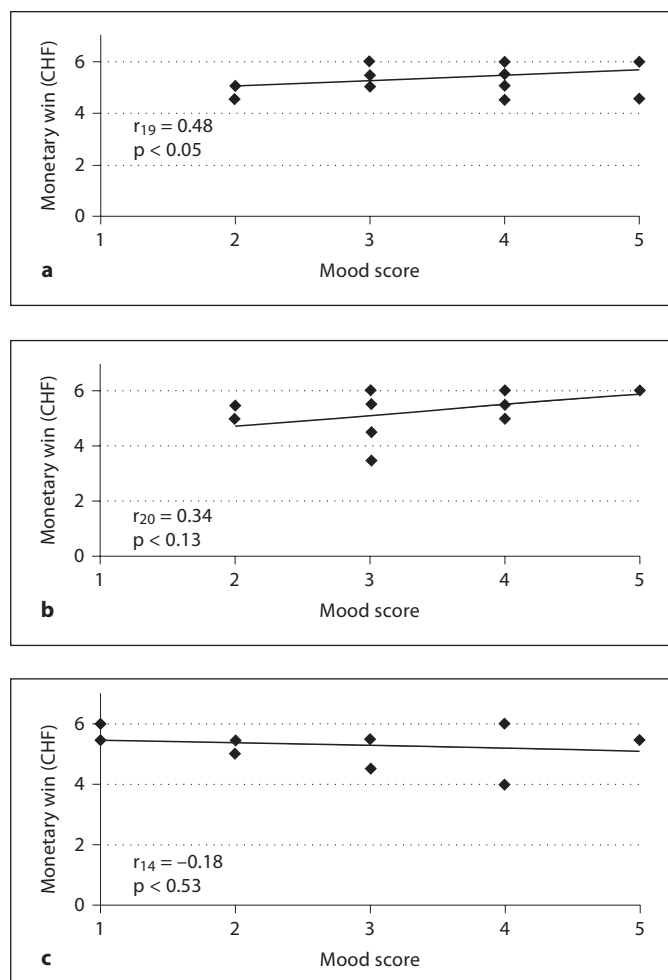 Monetary win (CHF)
6
4
2
0
r19 = 0.48
p < 0.05
1 2 3 4 5
a
Mood score
Monetary win (CHF)
6
4
2
0
r20 = 0.34
p < 0.13
1 2 3 4 5
b
Mood score
Monetary win (CHF)
6
4
2
0
r14 = –0.18
p < 0.53
1 2 3 4 5
c
Mood score